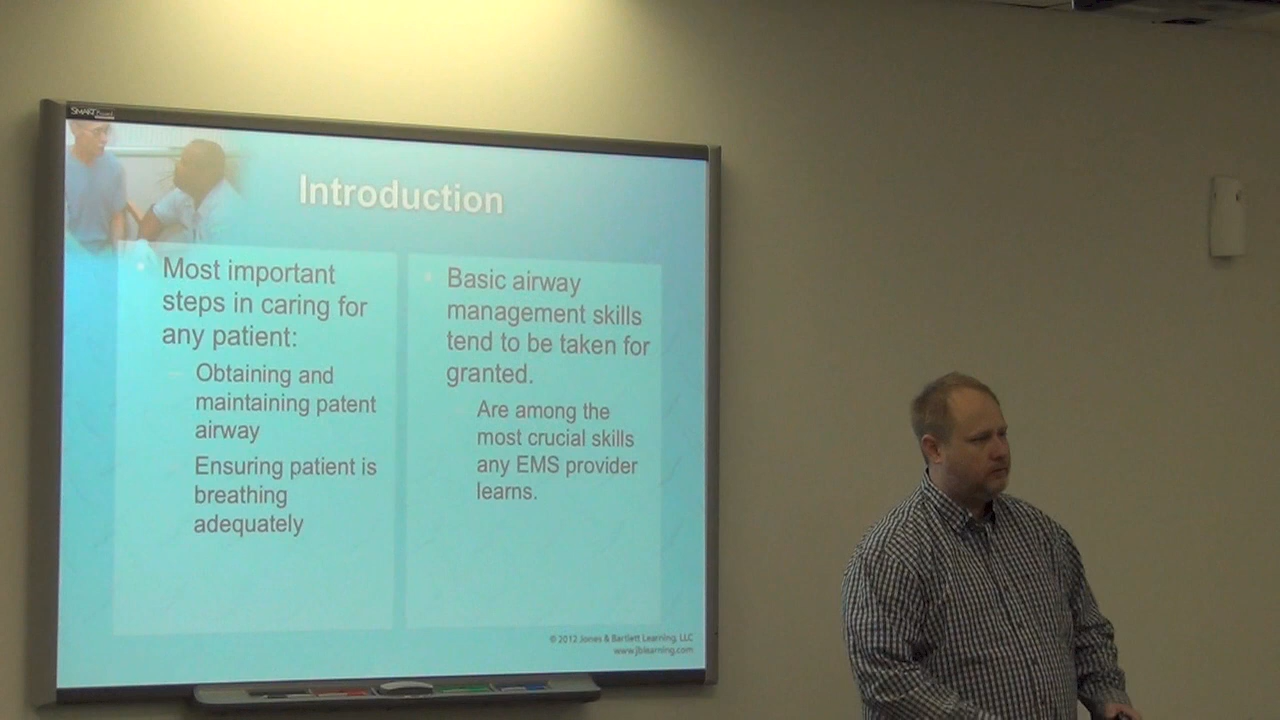 SMART Board
Introduction
Most important
steps in caring for
any patient:
Obtaining and
maintaining patent
airway
Ensuring patient is
breathing
adequately
Basic airway
management skills
tend to be taken for
granted.
Are among the
most crucial skills
any EMS provider
learns.
© 2012 Jones & Bartlett Learning, LLC
www.jblearning.com